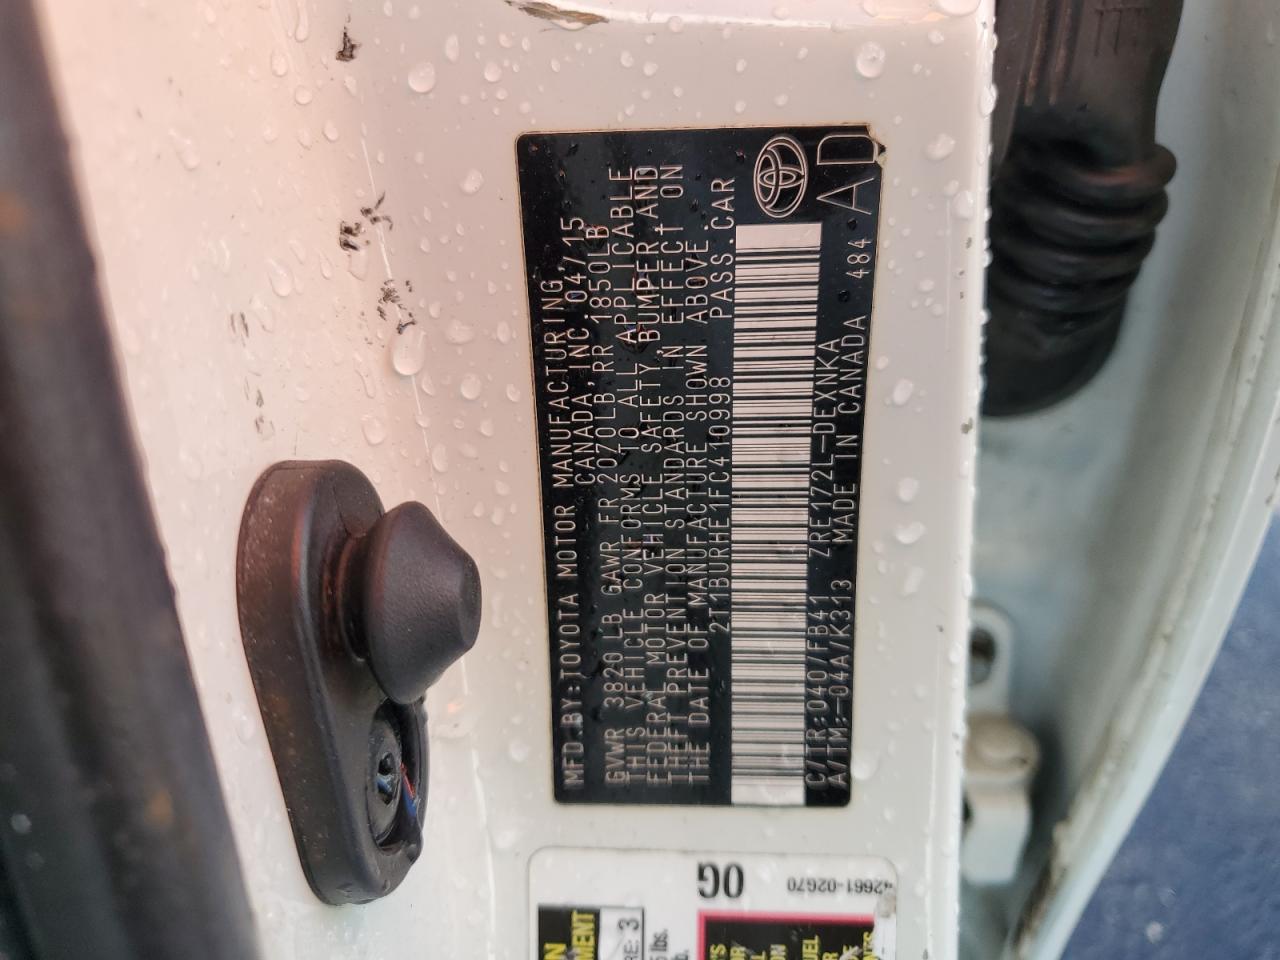 MFD.BY:TOYOTA MOTOR MANUFACTURING
CANADA, INC. 04/15
GVWR 3820LB GAWR FR 2070LB RR 1850LB
THIS VEHICLE CONFORMS TO ALL APPLICABLE
FEDERAL MOTOR VEHICLE SAFETY, BUMPER, AND
THEFT PREVENTION STANDARDS IN EFFECT ON
THE DATE OF MANUFACTURE SHOWN ABOVE.
2T1BURHE1FC410998 PASS.CAR
C/TR:040/FB41 ZRE172L-DEXNKA
A/TM:-04A/K313 MADE IN CANADA 484
AD
0G
42661-02G70